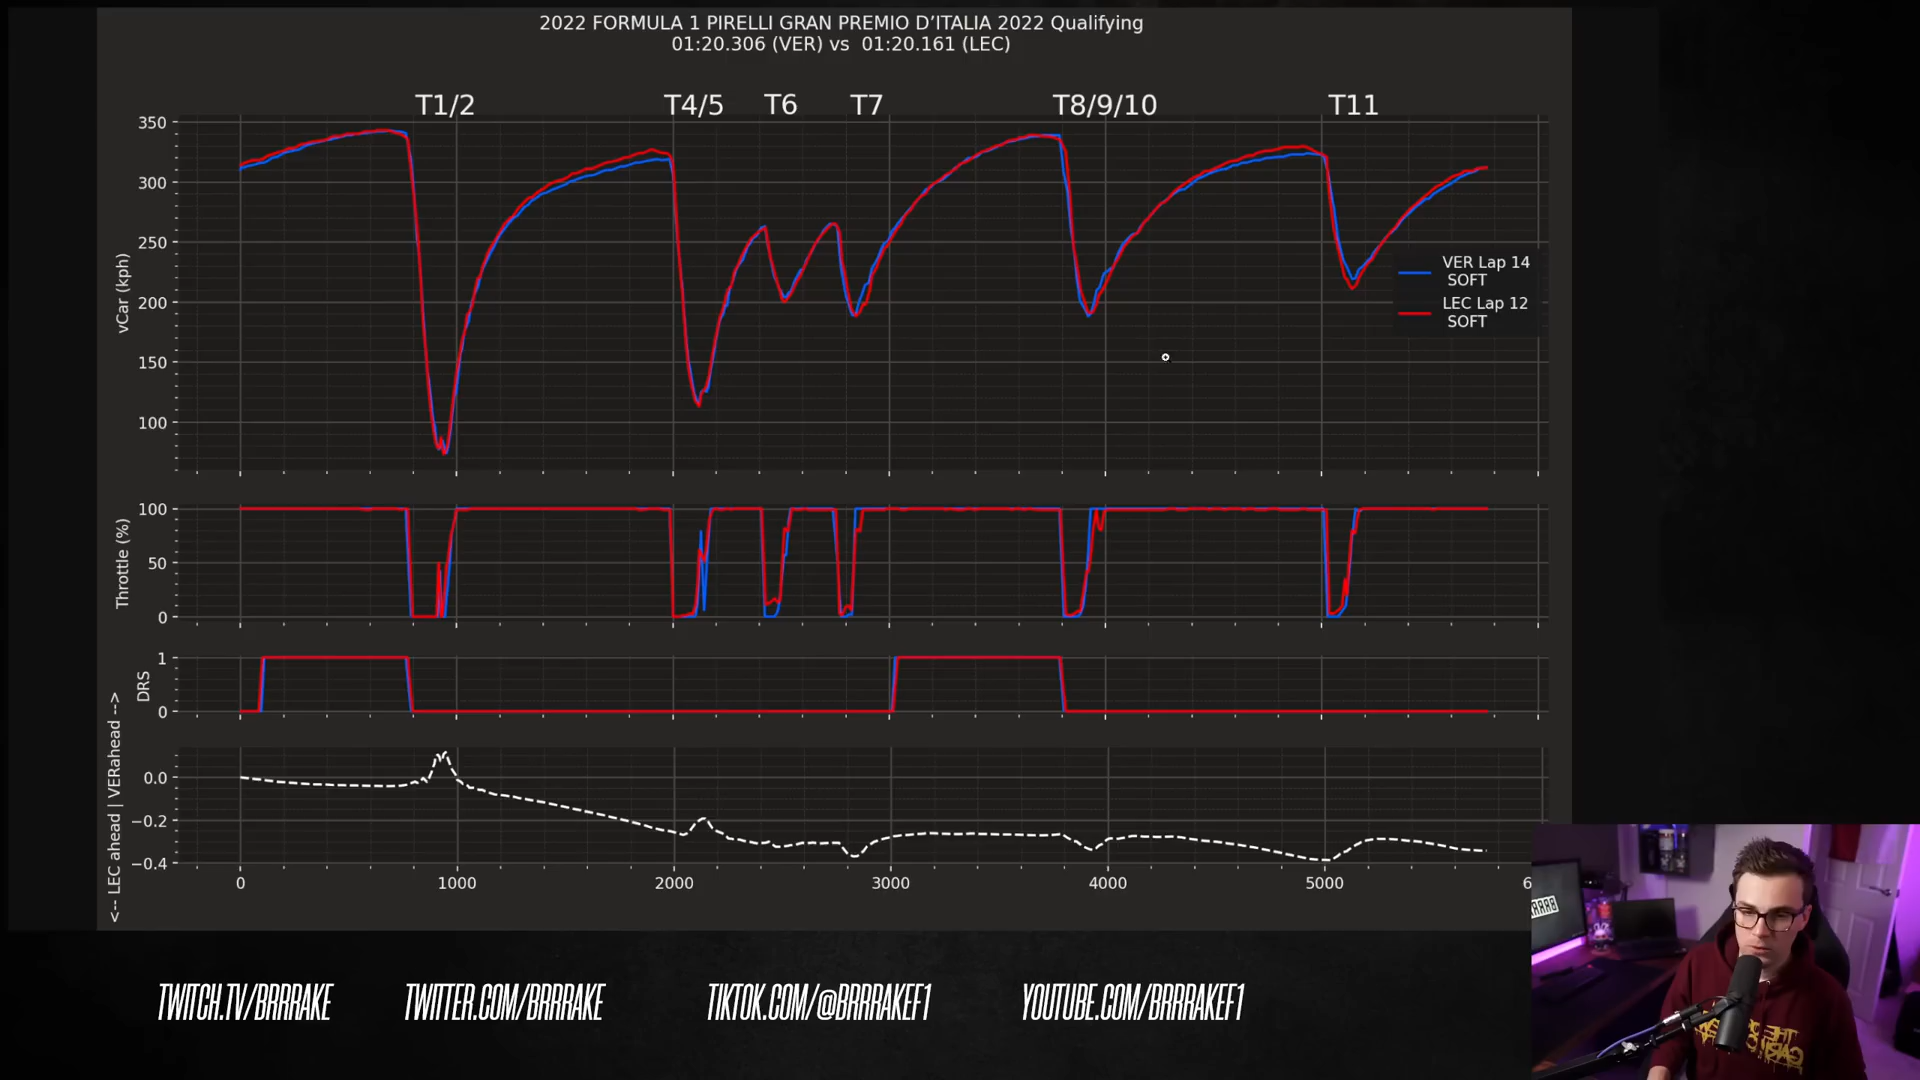 2022 FORMULA 1 PIRELLI GRAN PREMIO D’ITALIA 2022 Qualifying
01:20.306 (VER) vs 01:20.161 (LEC)
T1/2 T4/5 T6 T7 T8/9/10 T11
vCar (kph)
350
300
250
200
150
100
VER Lap 14
SOFT
LEC Lap 12
SOFT
Throttle (%)
100
50
0
DRS
1
0
<-- LEC ahead | VERahead -->
0.0
−0.2
−0.4
0 1000 2000 3000 4000 5000
TWITCH.TV/BRRRAKE TWITTER.COM/BRRRAKE TIKTOK.COM/@BRRRAKEF1 YOUTUBE.COM/BRRRAKEF1